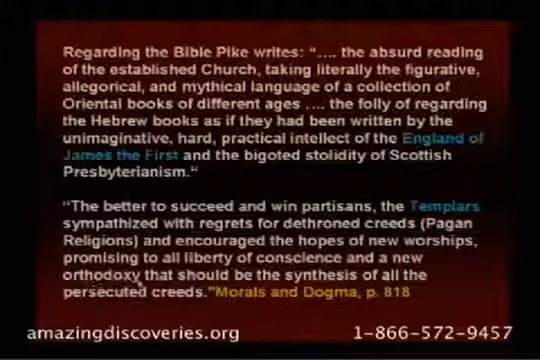 Regarding the Bible Pike writes: “.... the absurd reading
of the established Church, taking literally the figurative,
allegorical, and mythical language of a collection of
Oriental books of different ages .... the folly of regarding
the Hebrew books as if they had been written by the
unimaginative, hard, practical intellect of the England of
James the First and the bigoted stolidity of Scottish
Presbyterianism.“
“The better to succeed and win partisans, the Templars
sympathized with regrets for dethroned creeds (Pagan
Religions) and encouraged the hopes of new worships,
promising to all liberty of conscience and a new
orthodoxy that should be the synthesis of all the
persecuted creeds.”Morals and Dogma, p. 818
amazingdiscoveries.org 1-866-572-9457